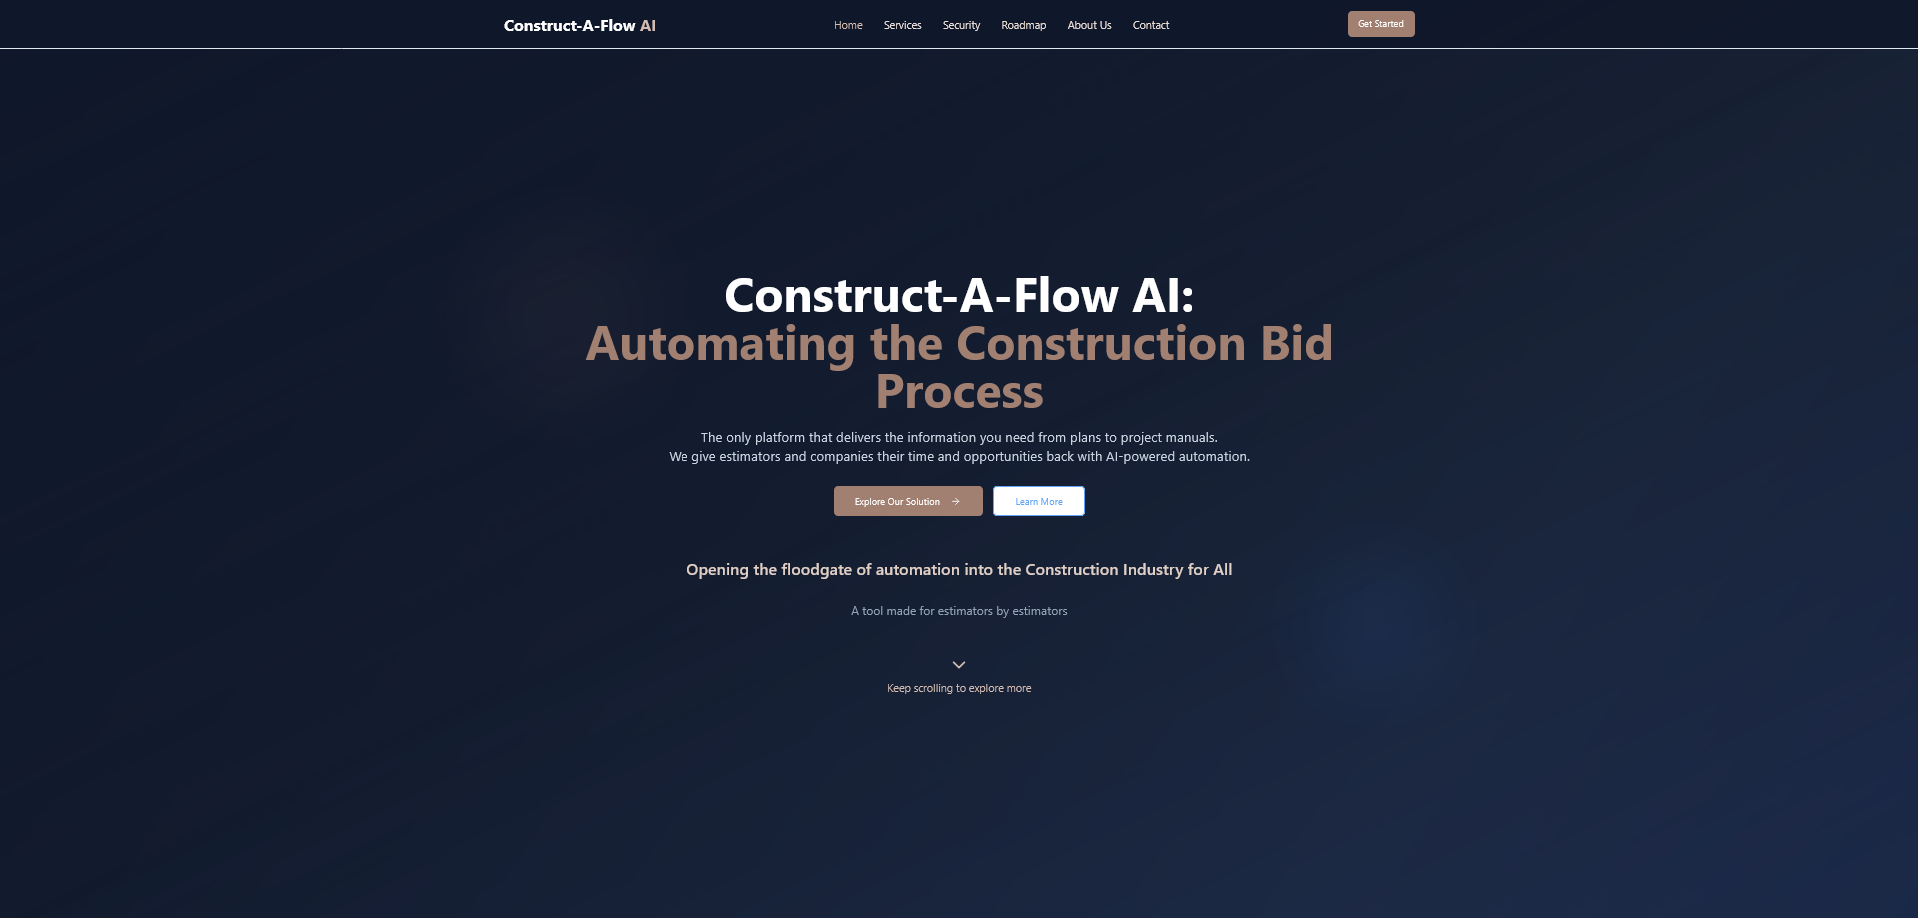 Construct-A-Flow AI
Home Services Security Roadmap About Us Contact
Get Started
Construct-A-Flow AI:
Automating the Construction Bid
Process
The only platform that delivers the information you need from plans to project manuals.
We give estimators and companies their time and opportunities back with AI-powered automation.
Explore Our Solution → Learn More
Opening the floodgate of automation into the Construction Industry for All
A tool made for estimators by estimators
Keep scrolling to explore more